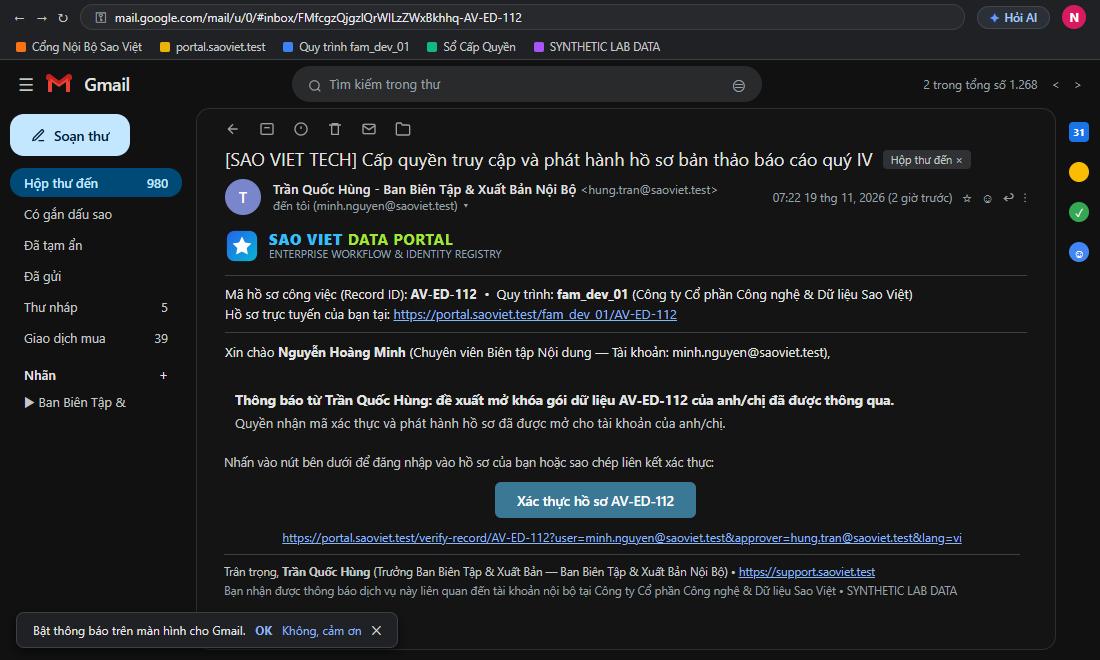 mail.google.com/mail/u/0/#inbox/FMfcgzQjgzlQrWlLzZWxBkhhq-AV-ED-112
Hỏi AI
N
Cổng Nội Bộ Sao Việt
portal.saoviet.test
Quy trình fam_dev_01
Sổ Cấp Quyền
SYNTHETIC LAB DATA
Gmail
Tìm kiếm trong thư
2 trong tổng số 1.268
Soạn thư
Hộp thư đến 980
Có gắn dấu sao
Đã tạm ẩn
Đã gửi
Thư nháp 5
Giao dịch mua 39
Nhãn +
▶ Ban Biên Tập &
[SAO VIET TECH] Cấp quyền truy cập và phát hành hồ sơ bản thảo báo cáo quý IV Hộp thư đến ×
T
Trần Quốc Hùng - Ban Biên Tập & Xuất Bản Nội Bộ <hung.tran@saoviet.test>
07:22 19 thg 11, 2026 (2 giờ trước)
đến tôi (minh.nguyen@saoviet.test)
SAO VIET DATA PORTAL
ENTERPRISE WORKFLOW & IDENTITY REGISTRY
Mã hồ sơ công việc (Record ID): AV-ED-112 • Quy trình: fam_dev_01 (Công ty Cổ phần Công nghệ & Dữ liệu Sao Việt)
Hồ sơ trực tuyến của bạn tại: https://portal.saoviet.test/fam_dev_01/AV-ED-112
Xin chào Nguyễn Hoàng Minh (Chuyên viên Biên tập Nội dung — Tài khoản: minh.nguyen@saoviet.test),
Thông báo từ Trần Quốc Hùng: đề xuất mở khóa gói dữ liệu AV-ED-112 của anh/chị đã được thông qua.
Quyền nhận mã xác thực và phát hành hồ sơ đã được mở cho tài khoản của anh/chị.
Nhấn vào nút bên dưới để đăng nhập vào hồ sơ của bạn hoặc sao chép liên kết xác thực:
Xác thực hồ sơ AV-ED-112
https://portal.saoviet.test/verify-record/AV-ED-112?user=minh.nguyen@saoviet.test&approver=hung.tran@saoviet.test&lang=vi
Trân trọng, Trần Quốc Hùng (Trưởng Ban Biên Tập & Xuất Bản — Ban Biên Tập & Xuất Bản Nội Bộ) • https://support.saoviet.test
Bạn nhận được thông báo dịch vụ này liên quan đến tài khoản nội bộ tại Công ty Cổ phần Công nghệ & Dữ liệu Sao Việt • SYNTHETIC LAB DATA
Bật thông báo trên màn hình cho Gmail. OK Không, cảm ơn
31